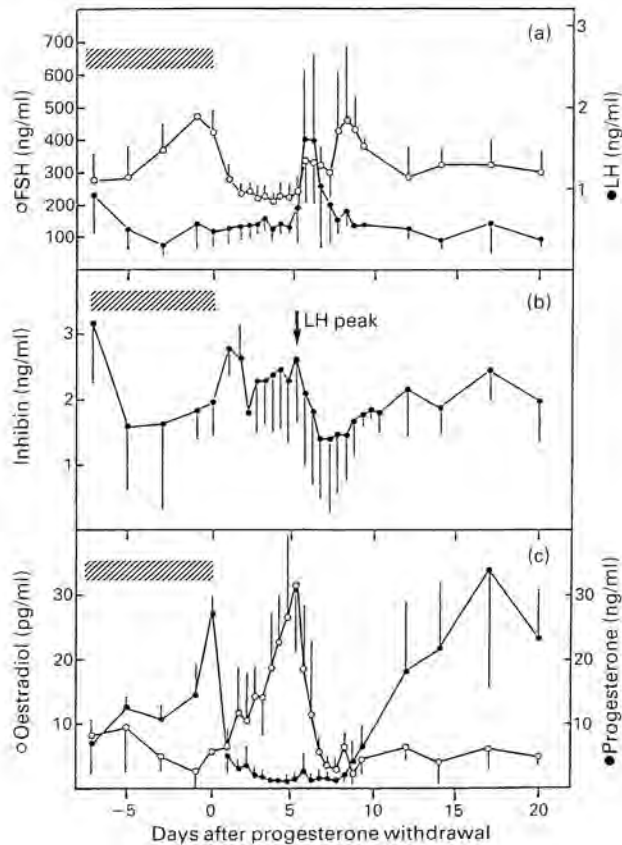 (a)
700
600
500
400
300
200
100
○FSH (ng/ml)
3
2
1
●LH (ng/ml)
(b)
LH peak
3
2
1
Inhibin (ng/ml)
(c)
30
20
10
○Oestradiol (pg/ml)
30
20
10
●Progesterone (ng/ml)
−5 0 5 10 15 20
Days after progesterone withdrawal